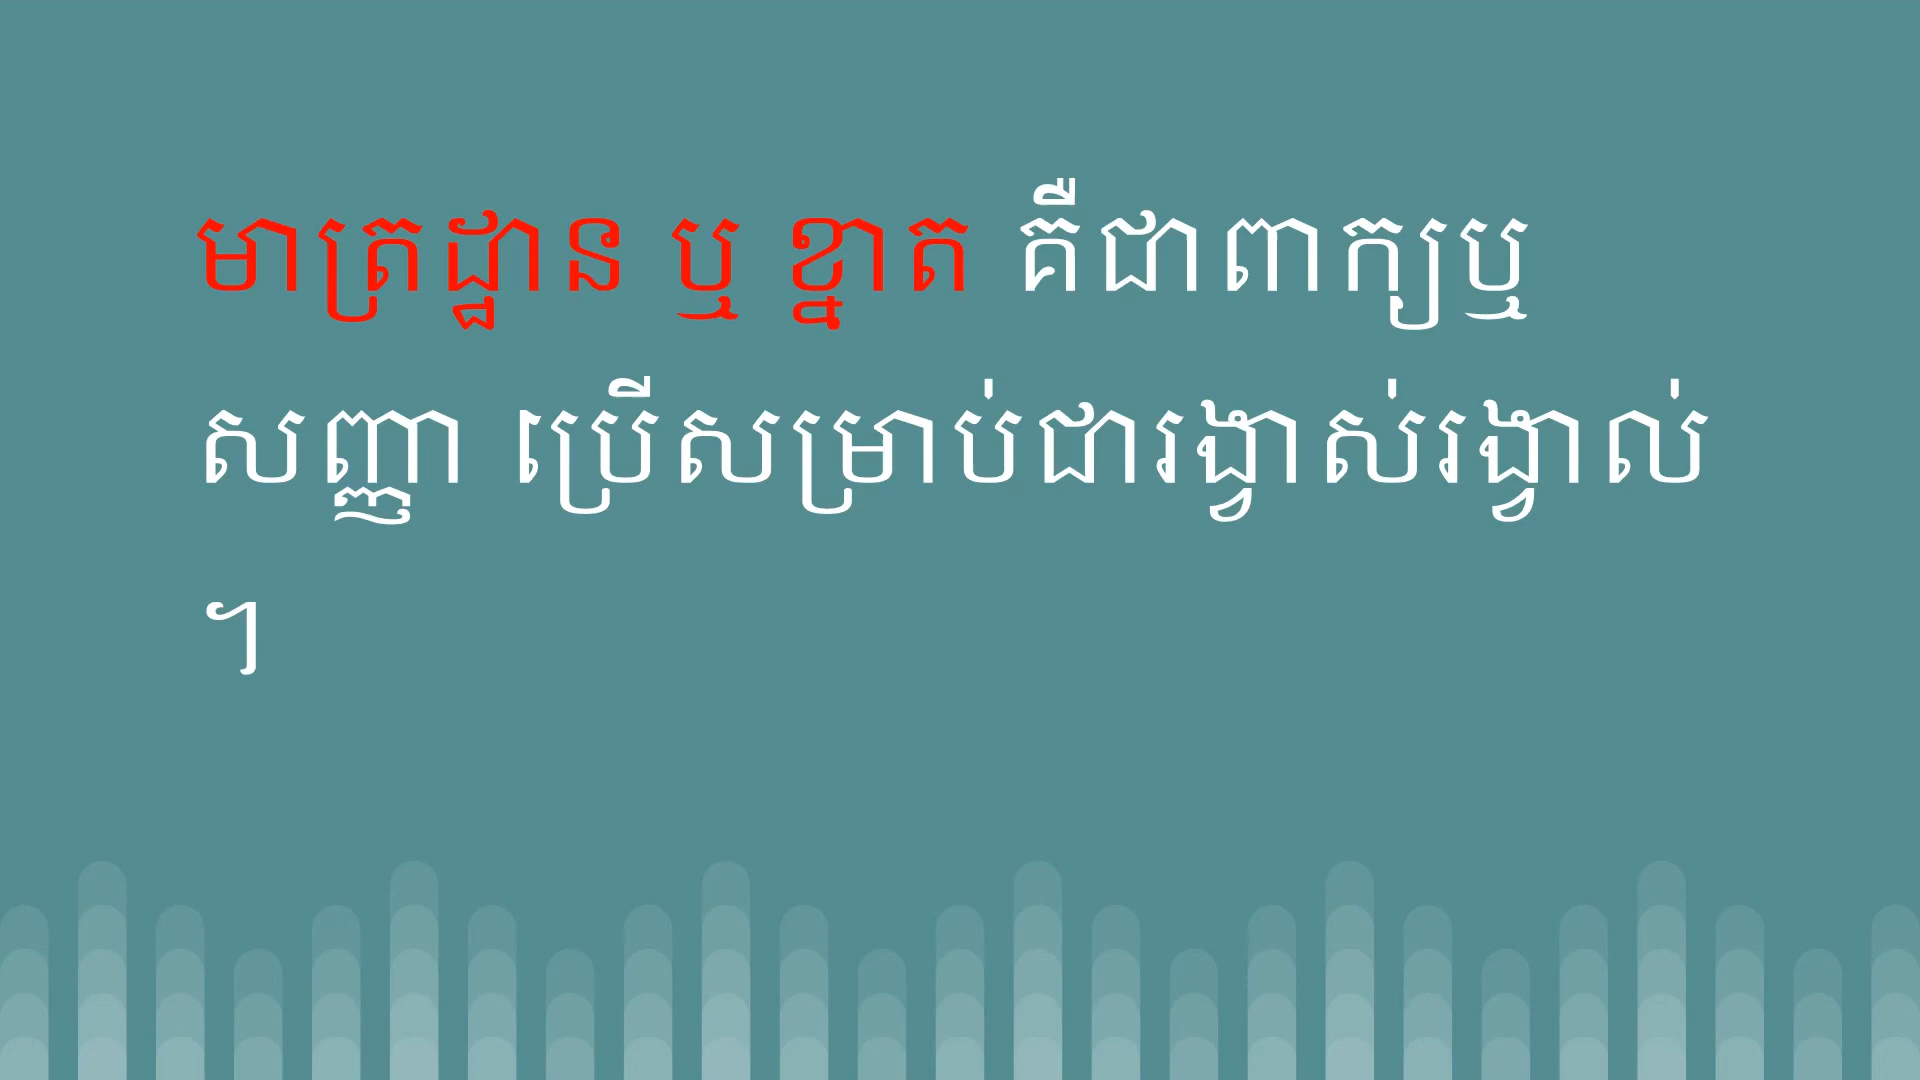 មាត្រដ្ឋាន ឬ ខ្នាត គឺជាពាក្យឬ
សញ្ញា ប្រើសម្រាប់ជារង្វាស់រង្វាល់
។